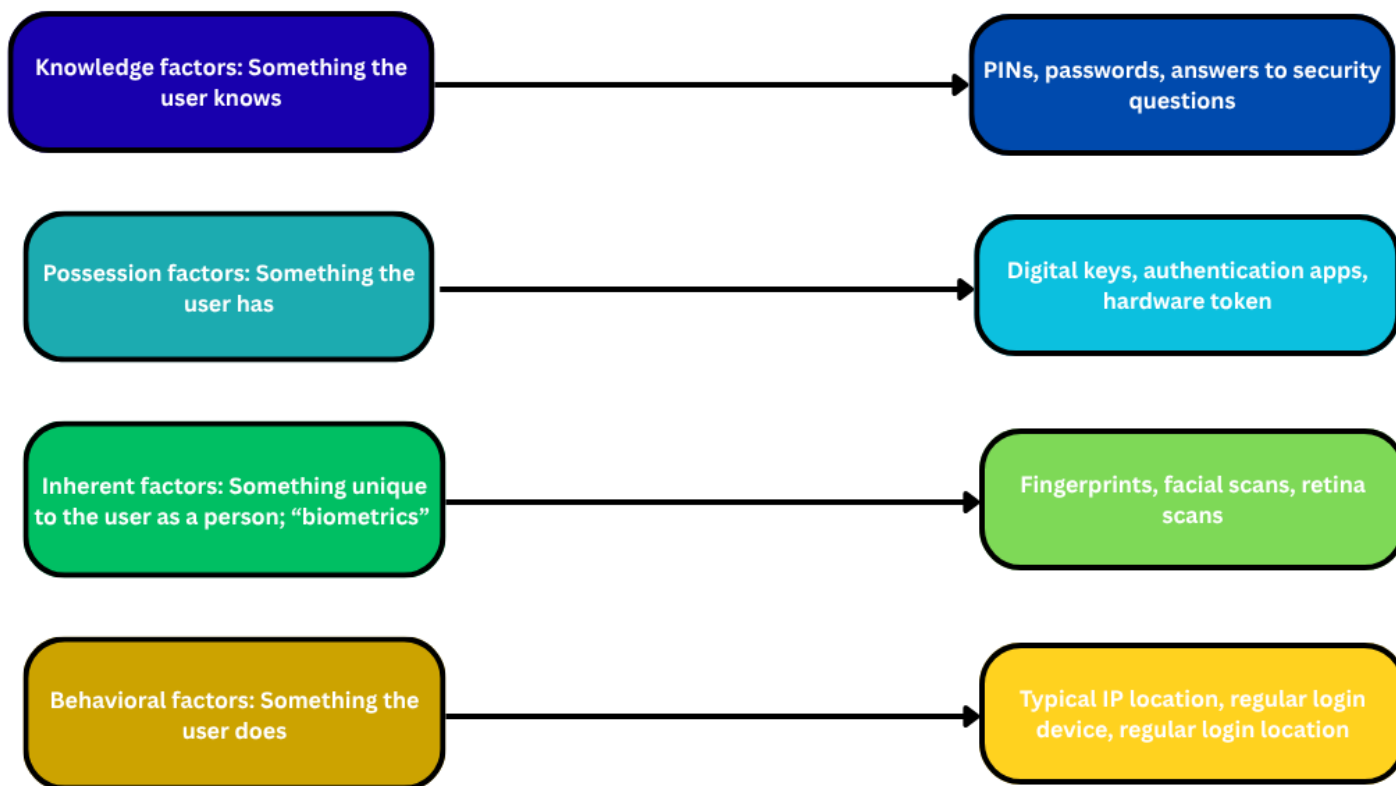 Knowledge factors: Something the
user knows
PINs, passwords, answers to security
questions
Possession factors: Something the
user has
Digital keys, authentication apps,
hardware token
Inherent factors: Something unique
to the user as a person; “biometrics”
Fingerprints, facial scans, retina
scans
Behavioral factors: Something the
user does
Typical IP location, regular login
device, regular login location